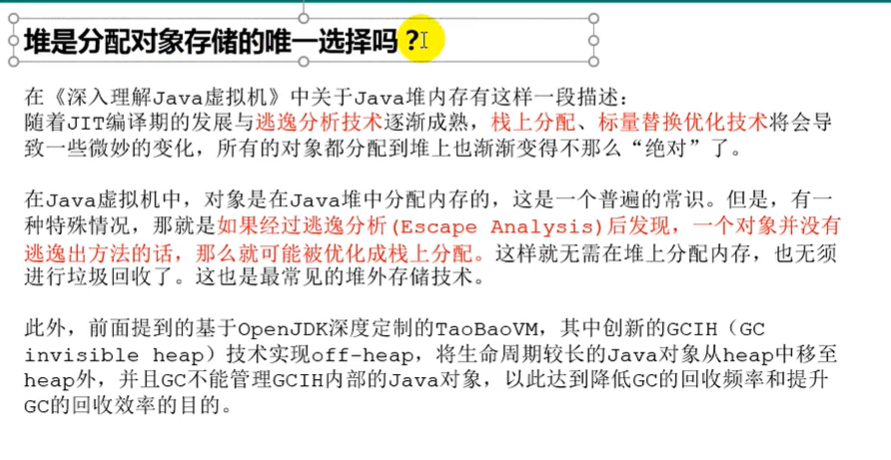 堆是分配对象存储的唯一选择吗？
在《深入理解Java虚拟机》中关于Java堆内存有这样一段描述：
随着JIT编译期的发展与逃逸分析技术逐渐成熟，栈上分配、标量替换优化技术将会导
致一些微妙的变化，所有的对象都分配到堆上也渐渐变得不那么“绝对”了。
在Java虚拟机中，对象是在Java堆中分配内存的，这是一个普遍的常识。但是，有一
种特殊情况，那就是如果经过逃逸分析(Escape Analysis)后发现，一个对象并没有
逃逸出方法的话，那么就可能被优化成栈上分配。这样就无需在堆上分配内存，也无须
进行垃圾回收了。这也是最常见的堆外存储技术。
此外，前面提到的基于OpenJDK深度定制的TaoBaoVM，其中创新的GCIH（GC
invisible heap）技术实现off-heap，将生命周期较长的Java对象从heap中移至
heap外，并且GC不能管理GCIH内部的Java对象，以此达到降低GC的回收频率和提升
GC的回收效率的目的。